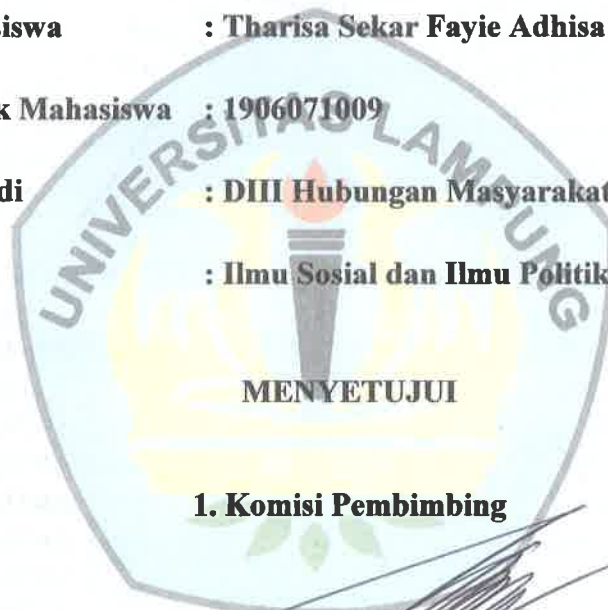 siswa : Tharisa Sekar Fayie Adhisa
k Mahasiswa : 1906071009
di : DIII Hubungan Masyarakat
: Ilmu Sosial dan Ilmu Politik
UNIVERSITAS LAMPUNG
MENYETUJUI
1. Komisi Pembimbing